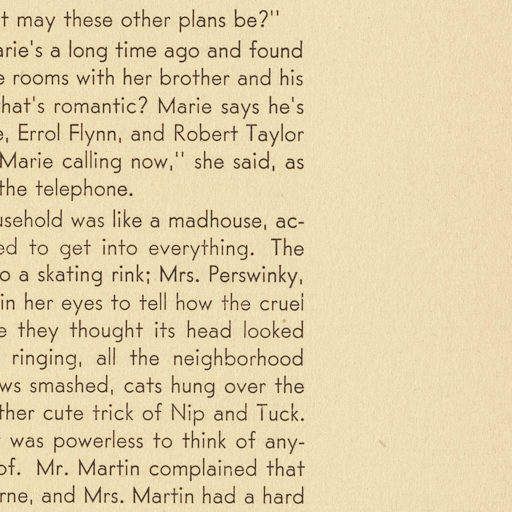 t may these other plans be?"
arie's a long time ago and found
e rooms with her brother and his
hat's romantic? Marie says he's
e, Errol Flynn, and Robert Taylor
Marie calling now," she said, as
the telephone.
usehold was like a madhouse, ac-
ed to get into everything. The
o a skating rink; Mrs. Perswinky,
in her eyes to tell how the cruel
e they thought its head looked
ringing, all the neighborhood
ws smashed, cats hung over the
ther cute trick of Nip and Tuck.
was powerless to think of any-
of. Mr. Martin complained that
rne, and Mrs. Martin had a hard